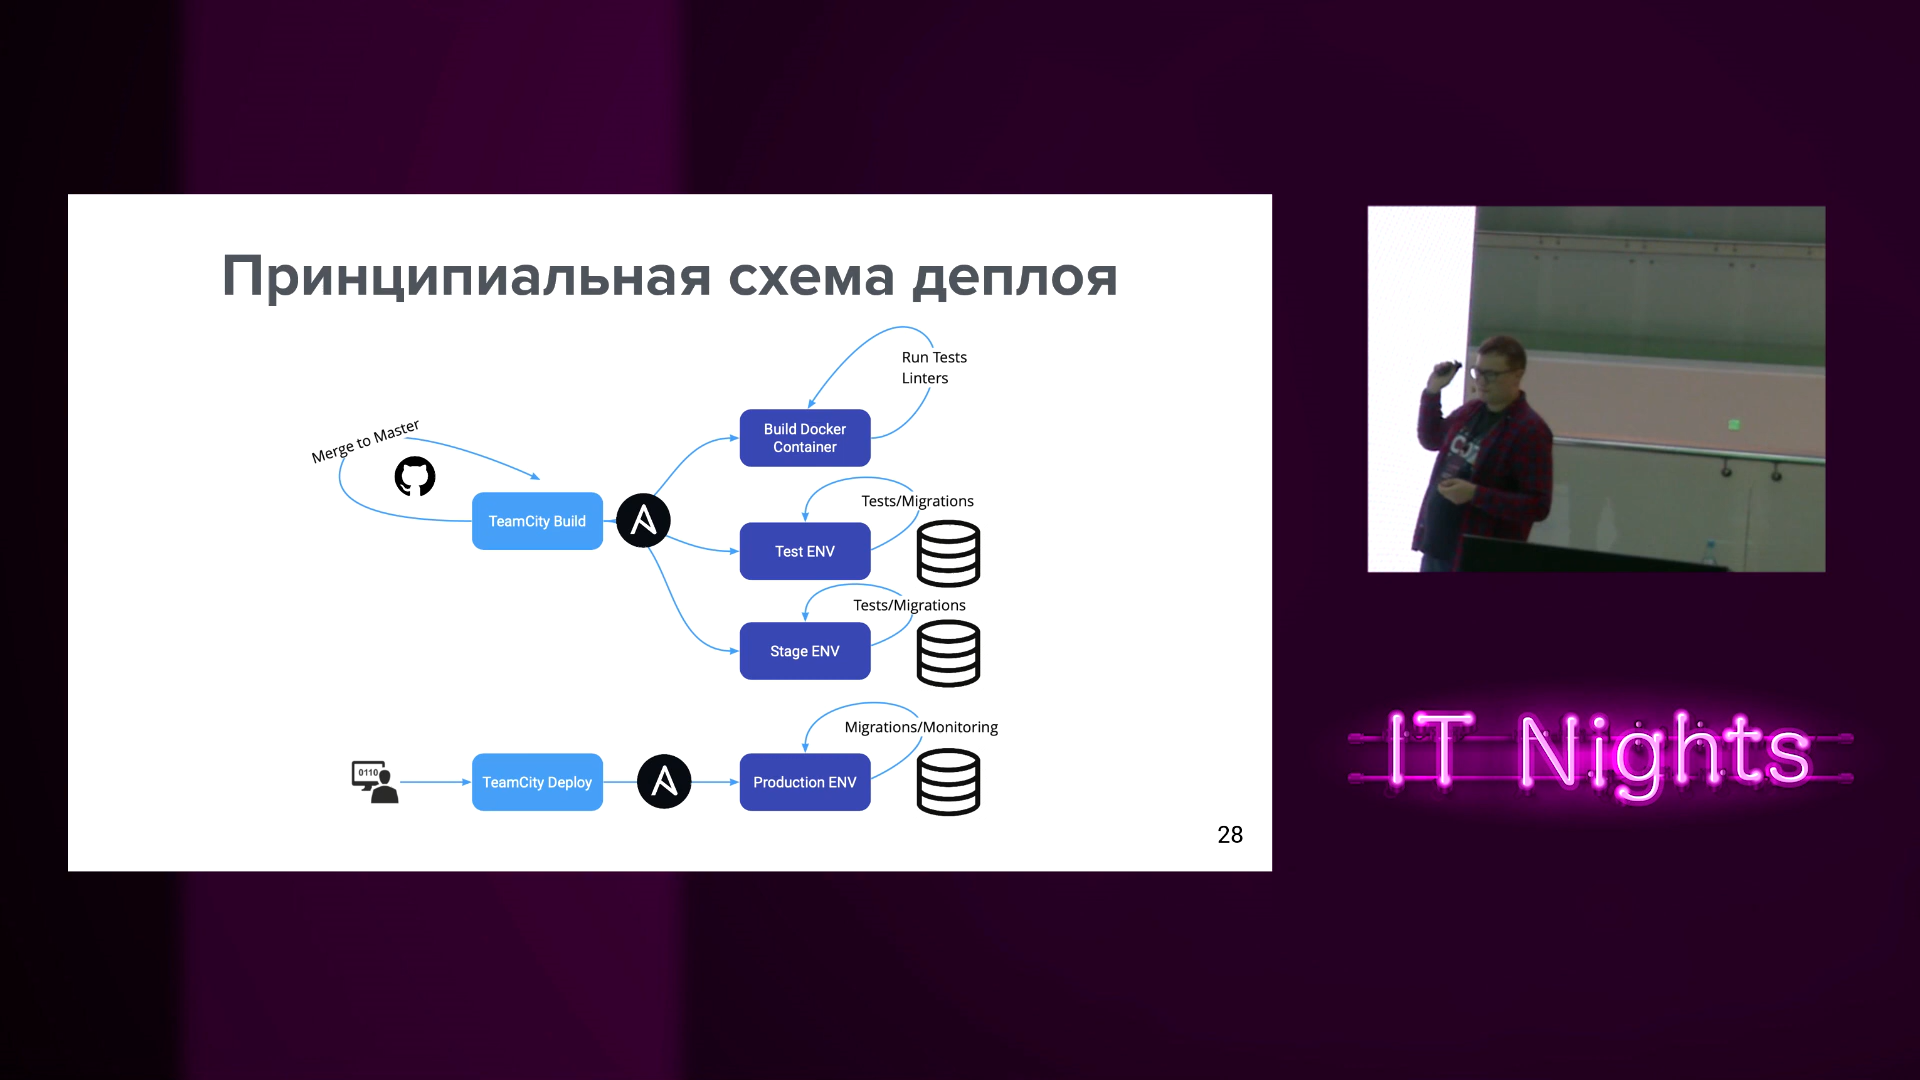 Принципиальная схема деплоя
Run Tests
Linters
Merge to Master
Build Docker
Container
TeamCity Build
Tests/Migrations
Test ENV
Tests/Migrations
Stage ENV
Migrations/Monitoring
0110
TeamCity Deploy
Production ENV
28
IT Nights